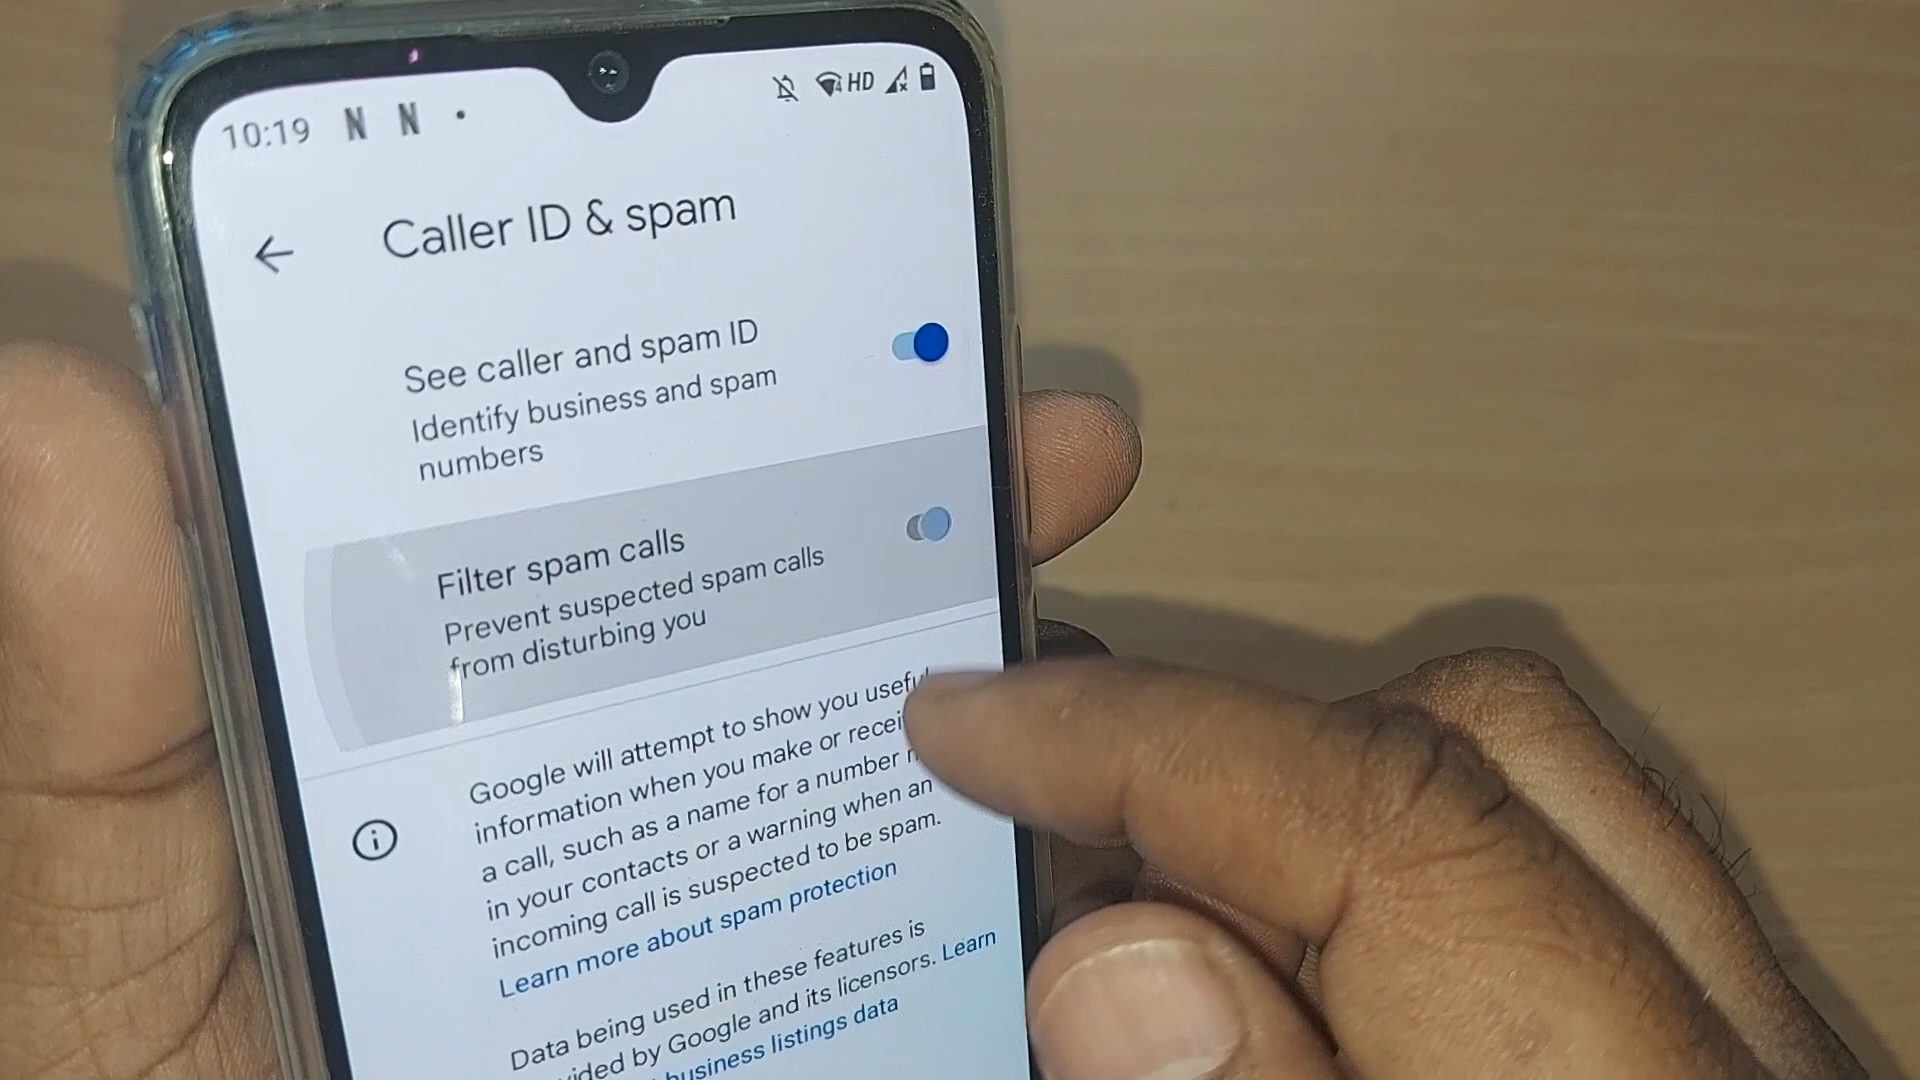 10:19 N N HD
Caller ID & spam
See caller and spam ID
Identify business and spam
numbers
Filter spam calls
Prevent suspected spam calls
from disturbing you
Google will attempt to show you
information when you make or
a call, such as a name for a number
in your contacts or a warning when an
incoming call is suspected to be spam.
Learn more about spam protection
Data being used in these features is
by Google and its licensors. Learn
business listings data